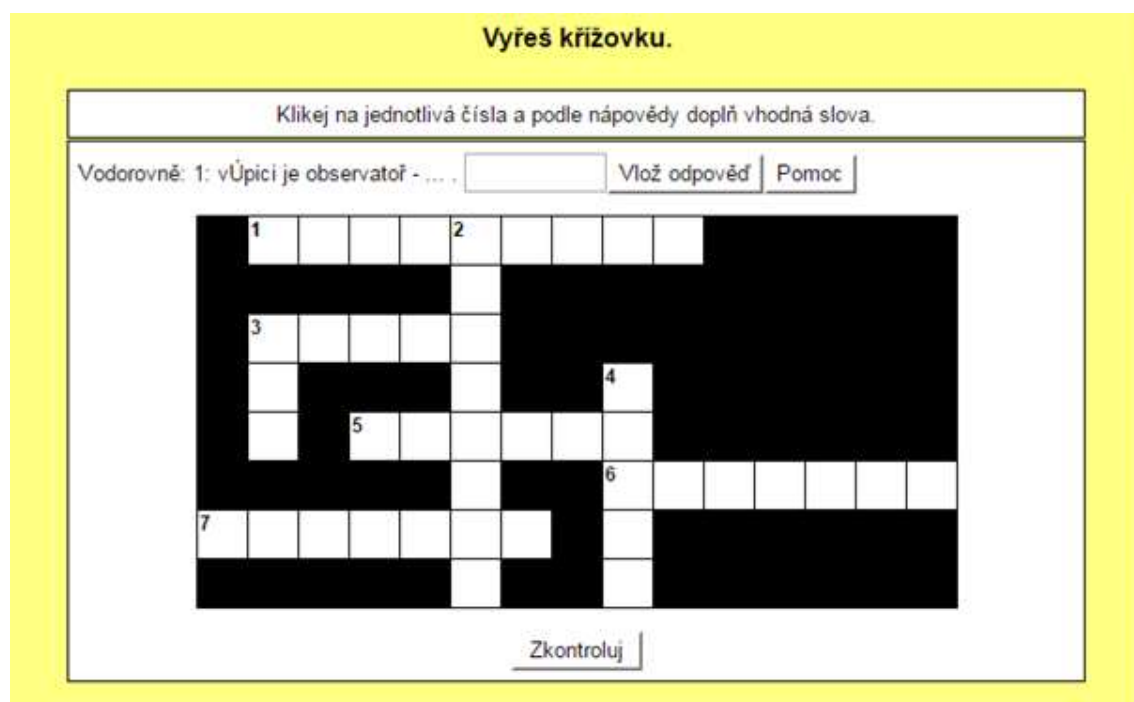 Vyřeš křížovku.
Klikej na jednotlivá čísla a podle nápovědy doplň vhodná slova.
Vodorovně: 1: vÚpici je observatoř - ... . Vlož odpověď Pomoc
1 2
3
4
5
6
7
Zkontroluj